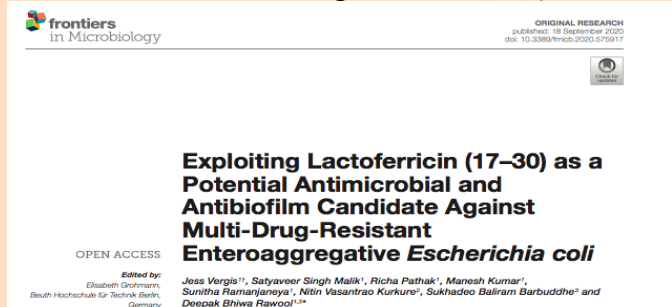 frontiers
in Microbiology
ORIGINAL RESEARCH
published: 18 September 2020
doi: 10.3389/fmicb.2020.575917
Check for
updates
Exploiting Lactoferricin (17–30) as a
Potential Antimicrobial and
Antibiofilm Candidate Against
Multi-Drug-Resistant
Enteroaggregative Escherichia coli
OPEN ACCESS
Edited by:
Elisabeth Grohmann,
Beuth Hochschule für Technik Berlin,
Germany
Jess Vergis¹†, Satyaveer Singh Malik¹, Richa Pathak¹, Manesh Kumar¹,
Sunitha Ramanjaneya¹, Nitin Vasantrao Kurkure², Sukhadeo Baliram Barbuddhe³ and
Deepak Bhiwa Rawool¹,³*